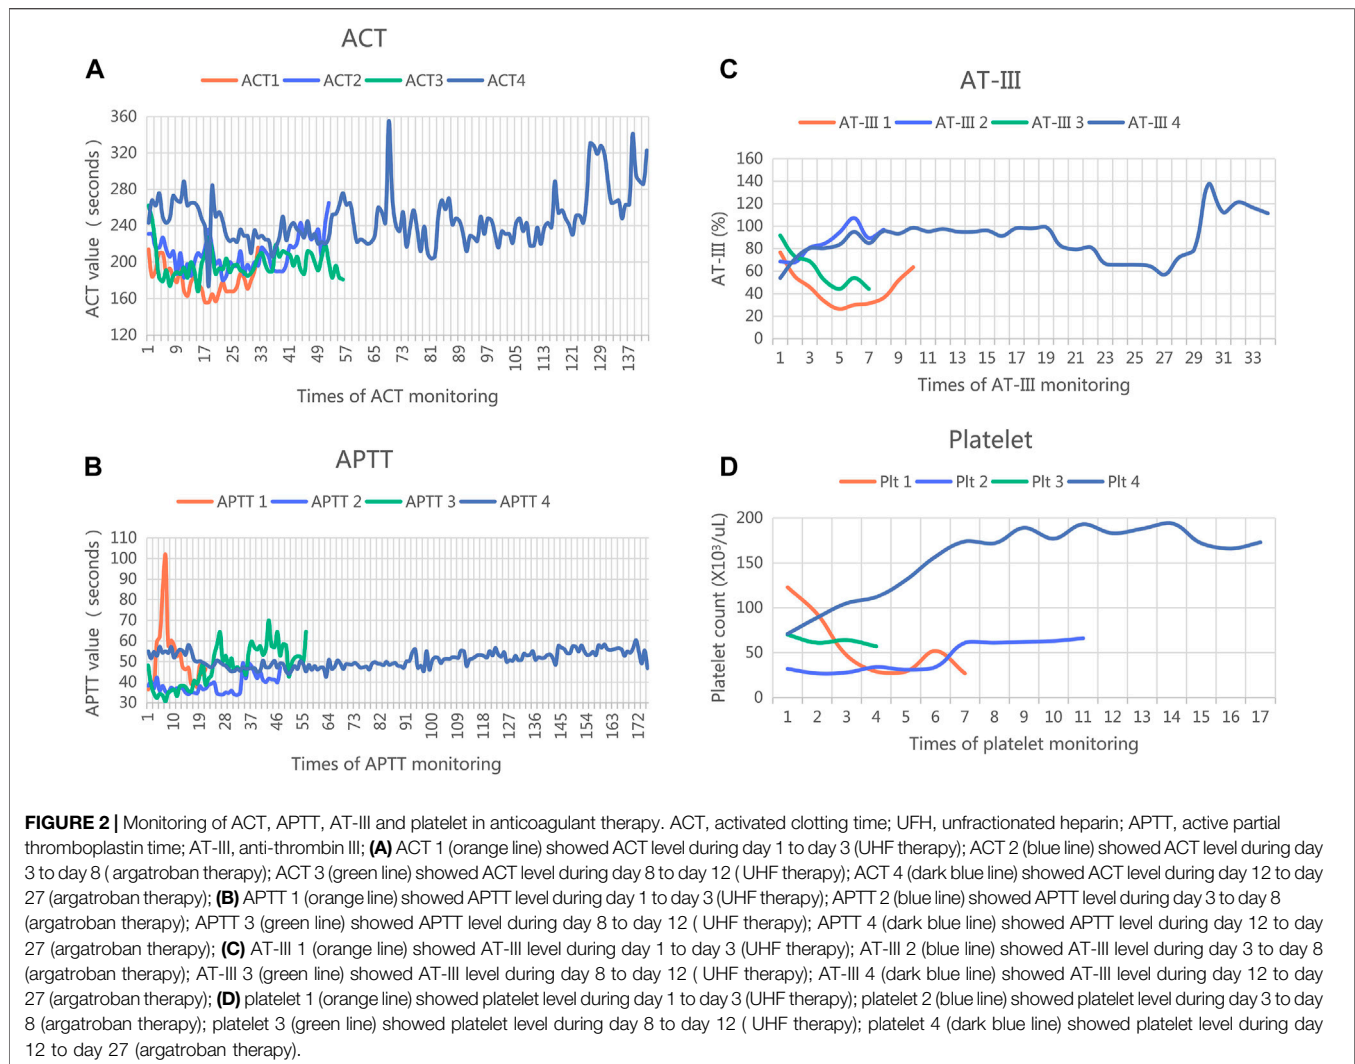 ACT
A
ACT1 ACT2 ACT3 ACT4
ACT value ( seconds )
360
320
280
240
200
160
120
1 9 17 25 33 41 49 57 65 73 81 89 97 105 113 121 129 137
Times of ACT monitoring
C
AT-III
AT-III 1 AT-III 2 AT-III 3 AT-III 4
AT-III (%)
160
140
120
100
80
60
40
20
0
1 3 5 7 9 11 13 15 17 19 21 23 25 27 29 31 33
Times of AT-III monitoring
B
APTT
APTT 1 APTT 2 APTT 3 APTT 4
APTT value ( seconds )
110
100
90
80
70
60
50
40
30
1 10 19 28 37 46 55 64 73 82 91 100 109 118 127 136 145 154 163 172
Times of APTT monitoring
D
Platelet
Plt 1 Plt 2 Plt 3 Plt 4
Platelet count (X10³/uL)
200
150
100
50
0
1 2 3 4 5 6 7 8 9 10 11 12 13 14 15 16 17
Times of platelet monitoring
FIGURE 2 | Monitoring of ACT, APTT, AT-III and platelet in anticoagulant therapy. ACT, activated clotting time; UFH, unfractionated heparin; APTT, active partial
thromboplastin time; AT-III, anti-thrombin III; (A) ACT 1 (orange line) showed ACT level during day 1 to day 3 (UHF therapy); ACT 2 (blue line) showed ACT level during day
3 to day 8 ( argatroban therapy); ACT 3 (green line) showed ACT level during day 8 to day 12 ( UHF therapy); ACT 4 (dark blue line) showed ACT level during day 12 to day
27 (argatroban therapy); (B) APTT 1 (orange line) showed APTT level during day 1 to day 3 (UHF therapy); APTT 2 (blue line) showed APTT level during day 3 to day 8
(argatroban therapy); APTT 3 (green line) showed APTT level during day 8 to day 12 ( UHF therapy); APTT 4 (dark blue line) showed APTT level during day 12 to day
27 (argatroban therapy); (C) AT-III 1 (orange line) showed AT-III level during day 1 to day 3 (UHF therapy); AT-III 2 (blue line) showed AT-III level during day 3 to day 8
(argatroban therapy); AT-III 3 (green line) showed AT-III level during day 8 to day 12 ( UHF therapy); AT-III 4 (dark blue line) showed AT-III level during day 12 to day
27 (argatroban therapy); (D) platelet 1 (orange line) showed platelet level during day 1 to day 3 (UHF therapy); platelet 2 (blue line) showed platelet level during day 3 to day
8 (argatroban therapy); platelet 3 (green line) showed platelet level during day 8 to day 12 ( UHF therapy); platelet 4 (dark blue line) showed platelet level during day
12 to day 27 (argatroban therapy).